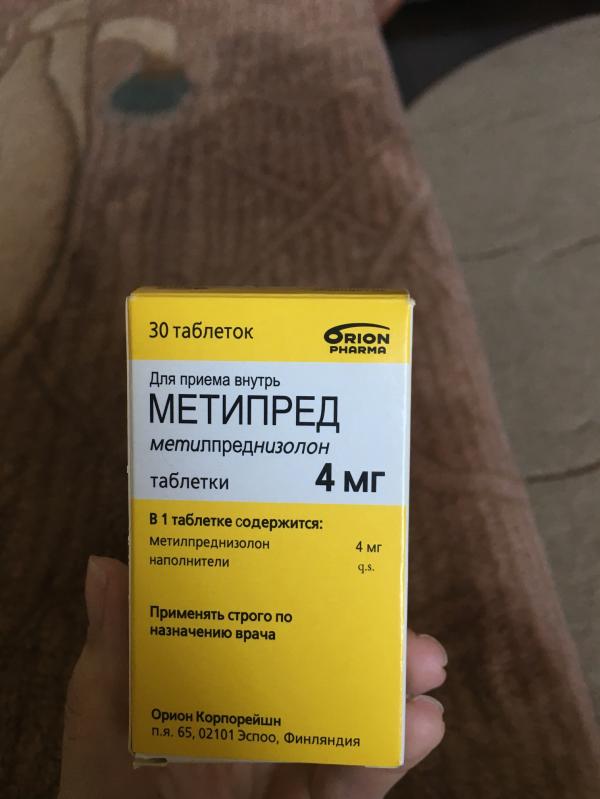 30 таблеток
ORION
PHARMA
Для приема внутрь
МЕТИПРЕД
метилпреднизолон
таблетки 4 мг
В 1 таблетке содержится:
метилпреднизолон 4 мг
наполнители q.s.
Применять строго по
назначению врача
Орион Корпорейшн
п.я. 65, 02101 Эспоо, Финляндия